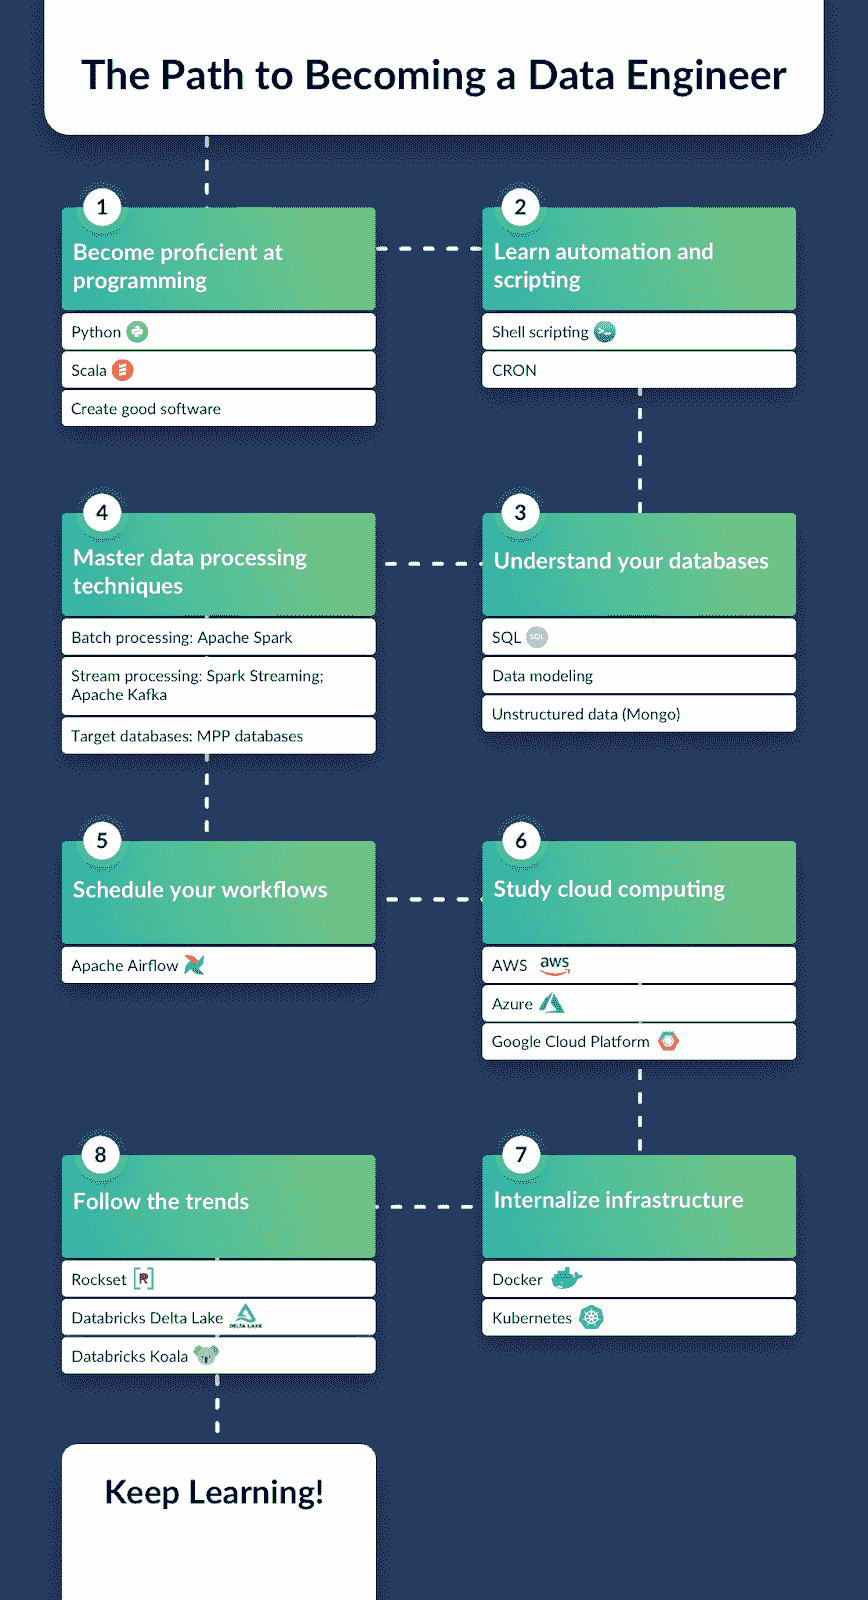 The Path to Becoming a Data Engineer
1
Become proficient at
programming
Python
Scala
Create good software
2
Learn automation and
scripting
Shell scripting
CRON
3
Understand your databases
SQL SQL
Data modeling
Unstructured data (Mongo)
4
Master data processing
techniques
Batch processing: Apache Spark
Stream processing: Spark Streaming;
Apache Kafka
Target databases: MPP databases
5
Schedule your workflows
Apache Airflow
6
Study cloud computing
AWS aws
Azure
Google Cloud Platform
7
Internalize infrastructure
Docker
Kubernetes
8
Follow the trends
Rockset R
Databricks Delta Lake DELTA LAKE
Databricks Koala
Keep Learning!